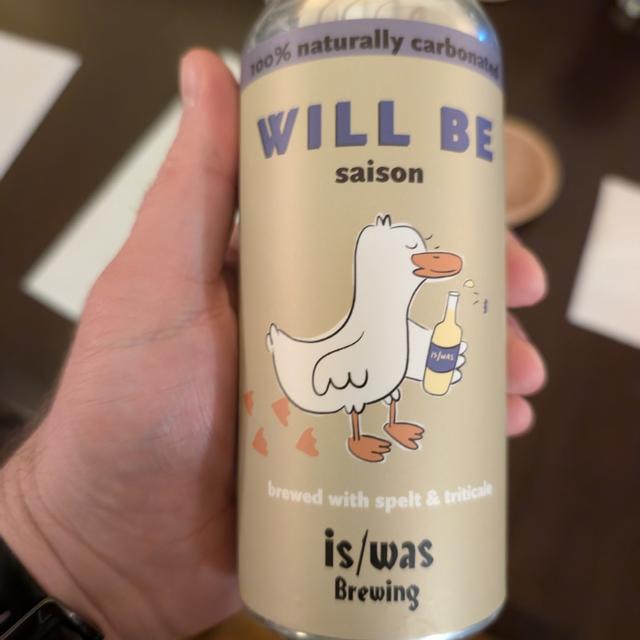 100% naturally carbonated
WILL BE
saison
is/was
brewed with spelt & triticale
is/was
Brewing